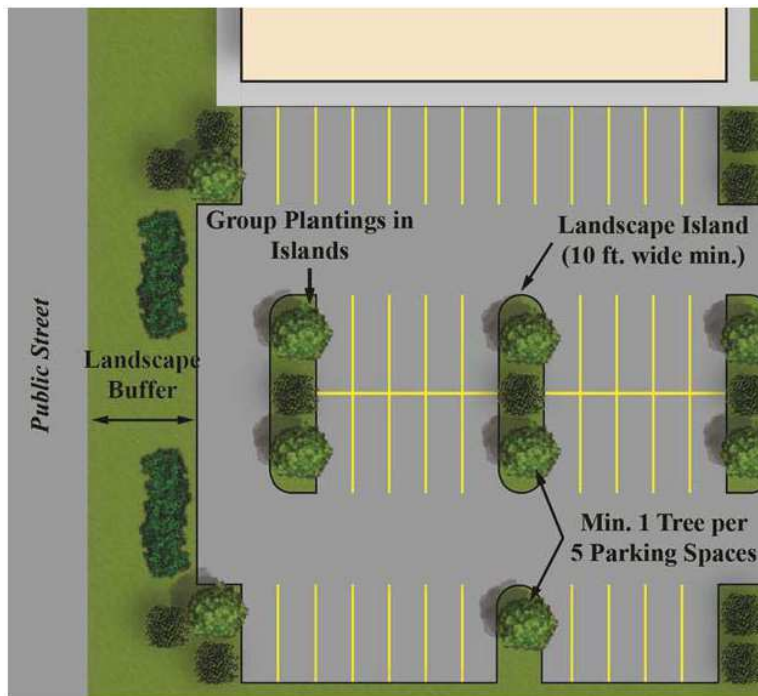 Group Plantings in
Islands
Landscape Island
(10 ft. wide min.)
Landscape
Buffer
Public Street
Min. 1 Tree per
5 Parking Spaces